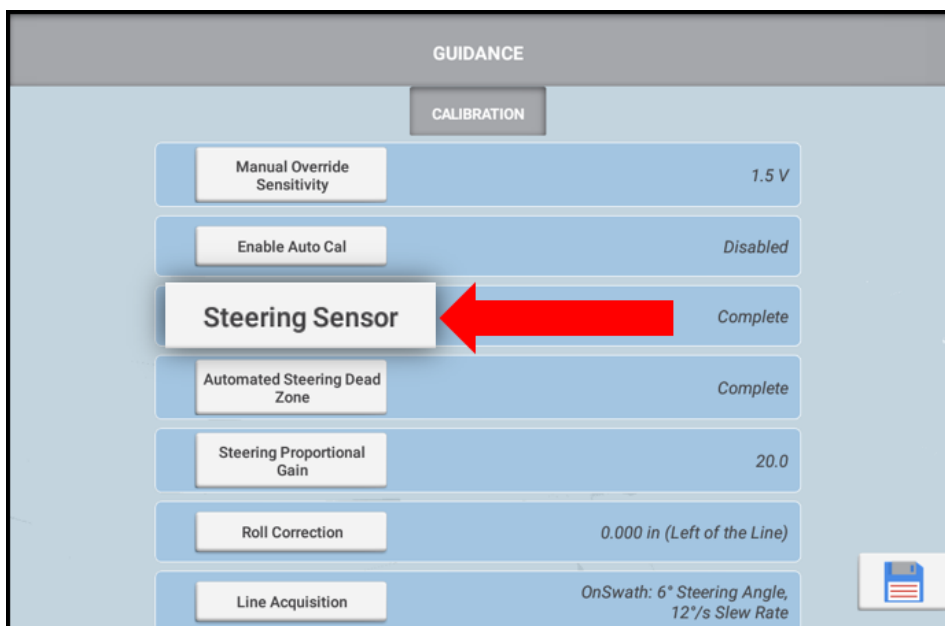 GUIDANCE
CALIBRATION
Manual Override
Sensitivity
1.5 V
Enable Auto Cal
Disabled
Steering Sensor
Complete
Automated Steering Dead
Zone
Complete
Steering Proportional
Gain
20.0
Roll Correction
0.000 in (Left of the Line)
Line Acquisition
OnSwath: 6° Steering Angle,
12°/s Slew Rate